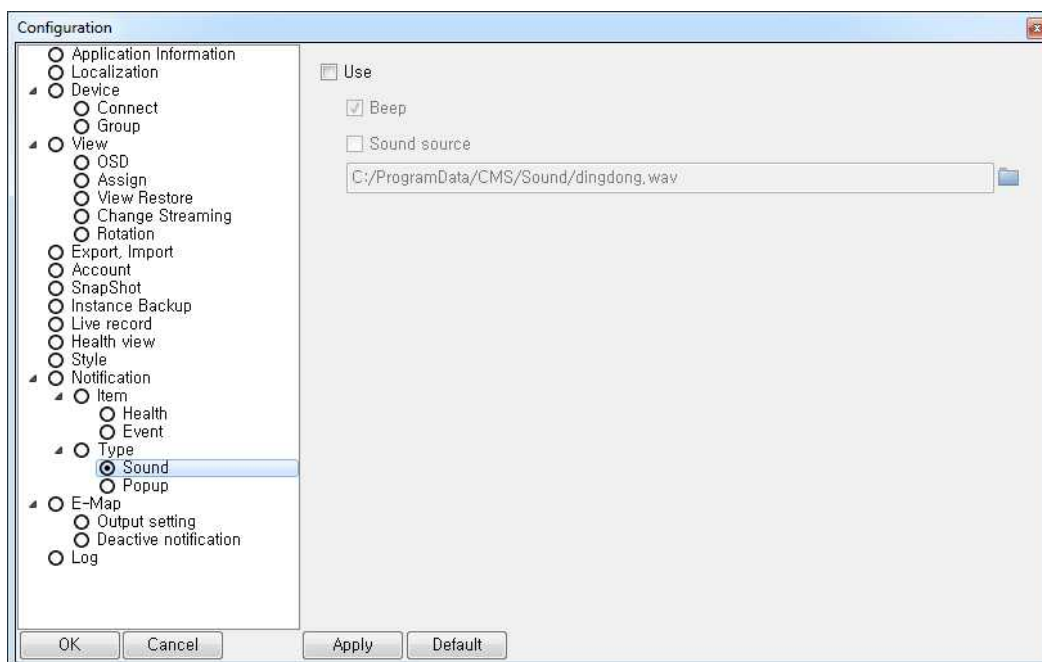 Configuration
Application Information
Localization
Device
Connect
Group
View
OSD
Assign
View Restore
Change Streaming
Rotation
Export, Import
Account
SnapShot
Instance Backup
Live record
Health view
Style
Notification
Item
Health
Event
Type
Sound
Popup
E-Map
Output setting
Deactive notification
Log
Use
Beep
Sound source
C:/ProgramData/CMS/Sound/dingdong.wav
OK
Cancel
Apply
Default